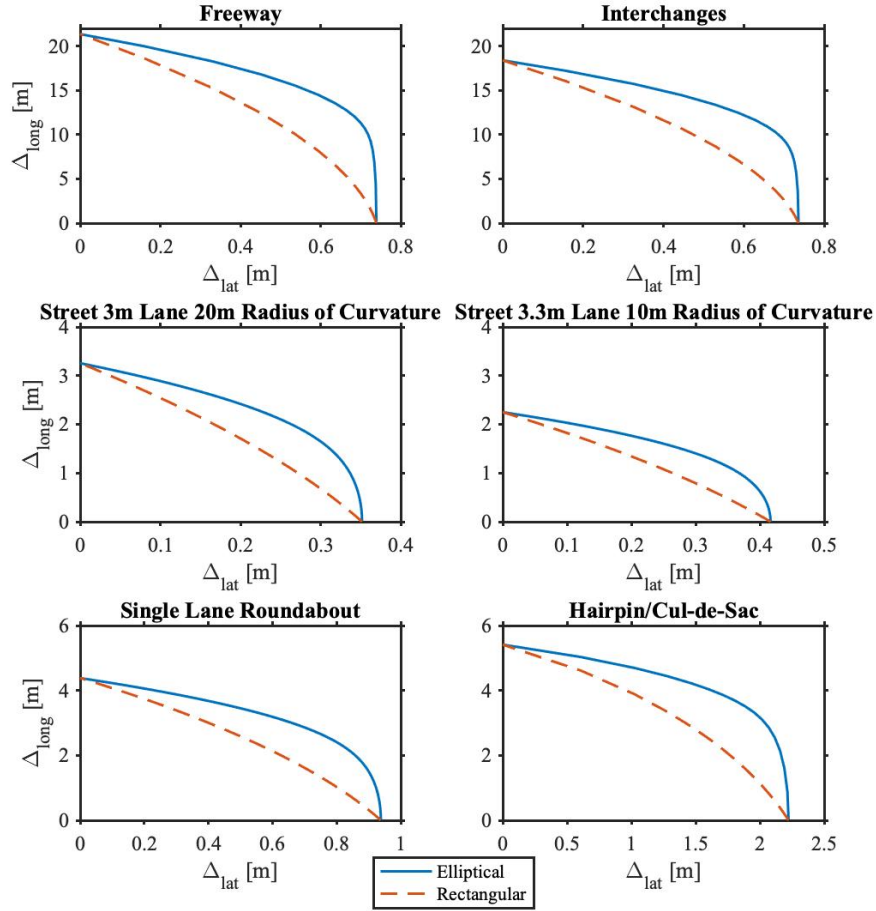 Freeway
Interchanges
20
15
10
5
0
Δlong [m]
0 0.2 0.4 0.6 0.8
Δlat [m]
20
15
10
5
0
0 0.2 0.4 0.6 0.8
Δlat [m]
Street 3m Lane 20m Radius of Curvature
Street 3.3m Lane 10m Radius of Curvature
4
3
2
1
0
Δlong [m]
0 0.1 0.2 0.3 0.4
Δlat [m]
4
3
2
1
0
0 0.1 0.2 0.3 0.4 0.5
Δlat [m]
Single Lane Roundabout
Hairpin/Cul-de-Sac
6
4
2
0
Δlong [m]
0 0.2 0.4 0.6 0.8 1
Δlat [m]
6
4
2
0
0 0.5 1 1.5 2 2.5
Δlat [m]
Elliptical
Rectangular